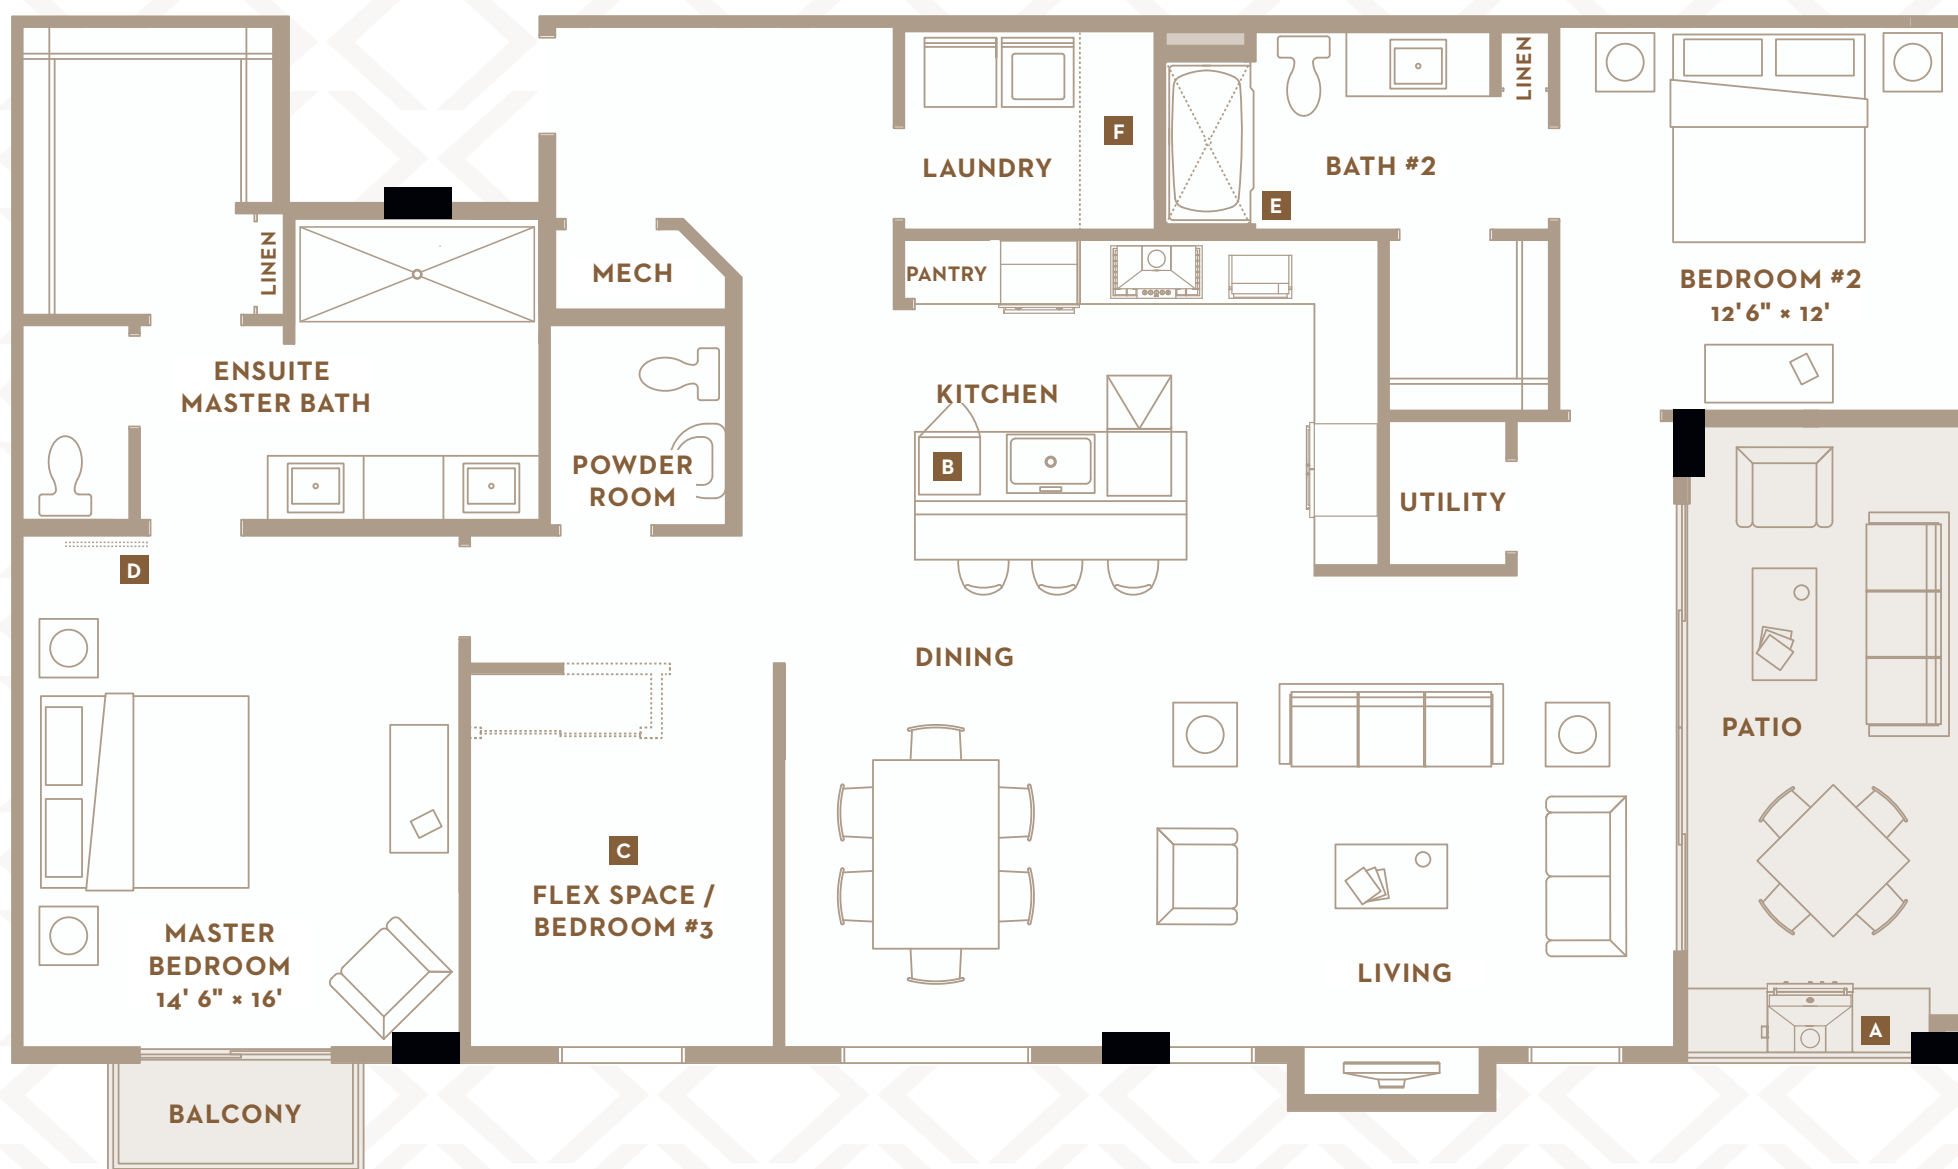 LINEN
F
LAUNDRY
BATH #2
E
LINEN
MECH
PANTRY
BEDROOM #2
12' 6" × 12'
ENSUITE
MASTER BATH
KITCHEN
POWDER
ROOM
B
UTILITY
D
DINING
PATIO
C
FLEX SPACE /
BEDROOM #3
MASTER
BEDROOM
14' 6" × 16'
LIVING
A
BALCONY